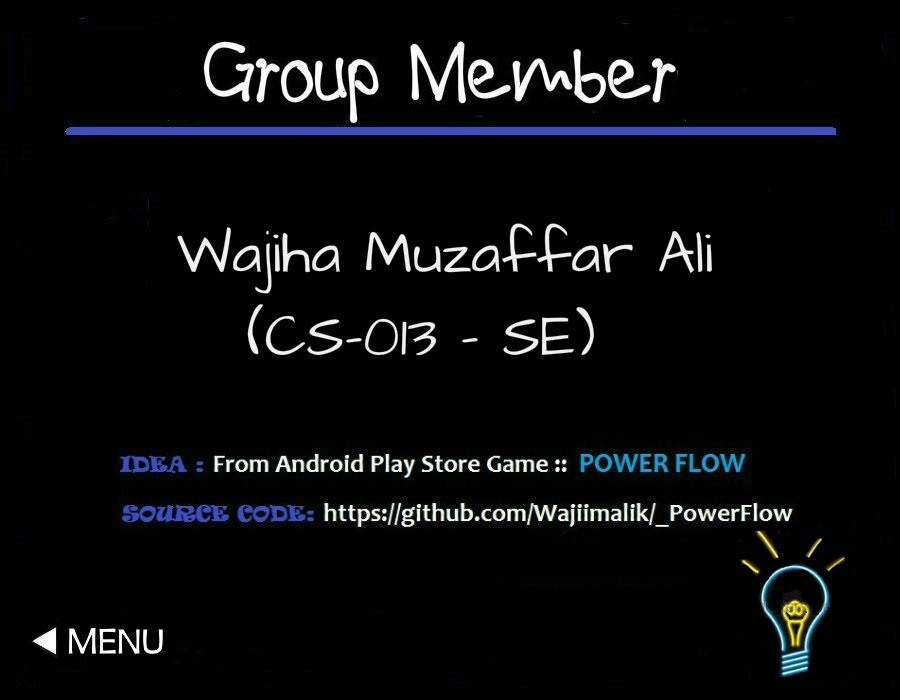 Group Member
Wajiha Muzaffar Ali
(CS-013 - SE)
IDEA : From Android Play Store Game :: POWER FLOW
SOURCE CODE: https://github.com/Wajiimalik/_PowerFlow
MENU